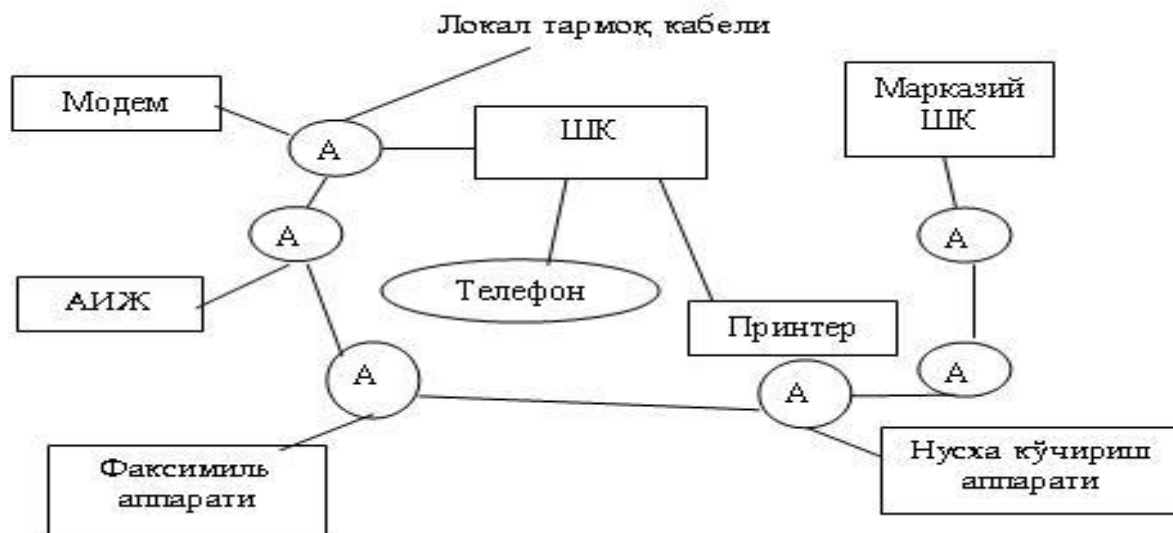 Локал тармоқ кабели
Модем
А
ШК
Марказий
ШК
А
А
АИЖ
Телефон
Принтер
А
А
А
Факсимиль
аппарати
Нусха кўчириш
аппарати